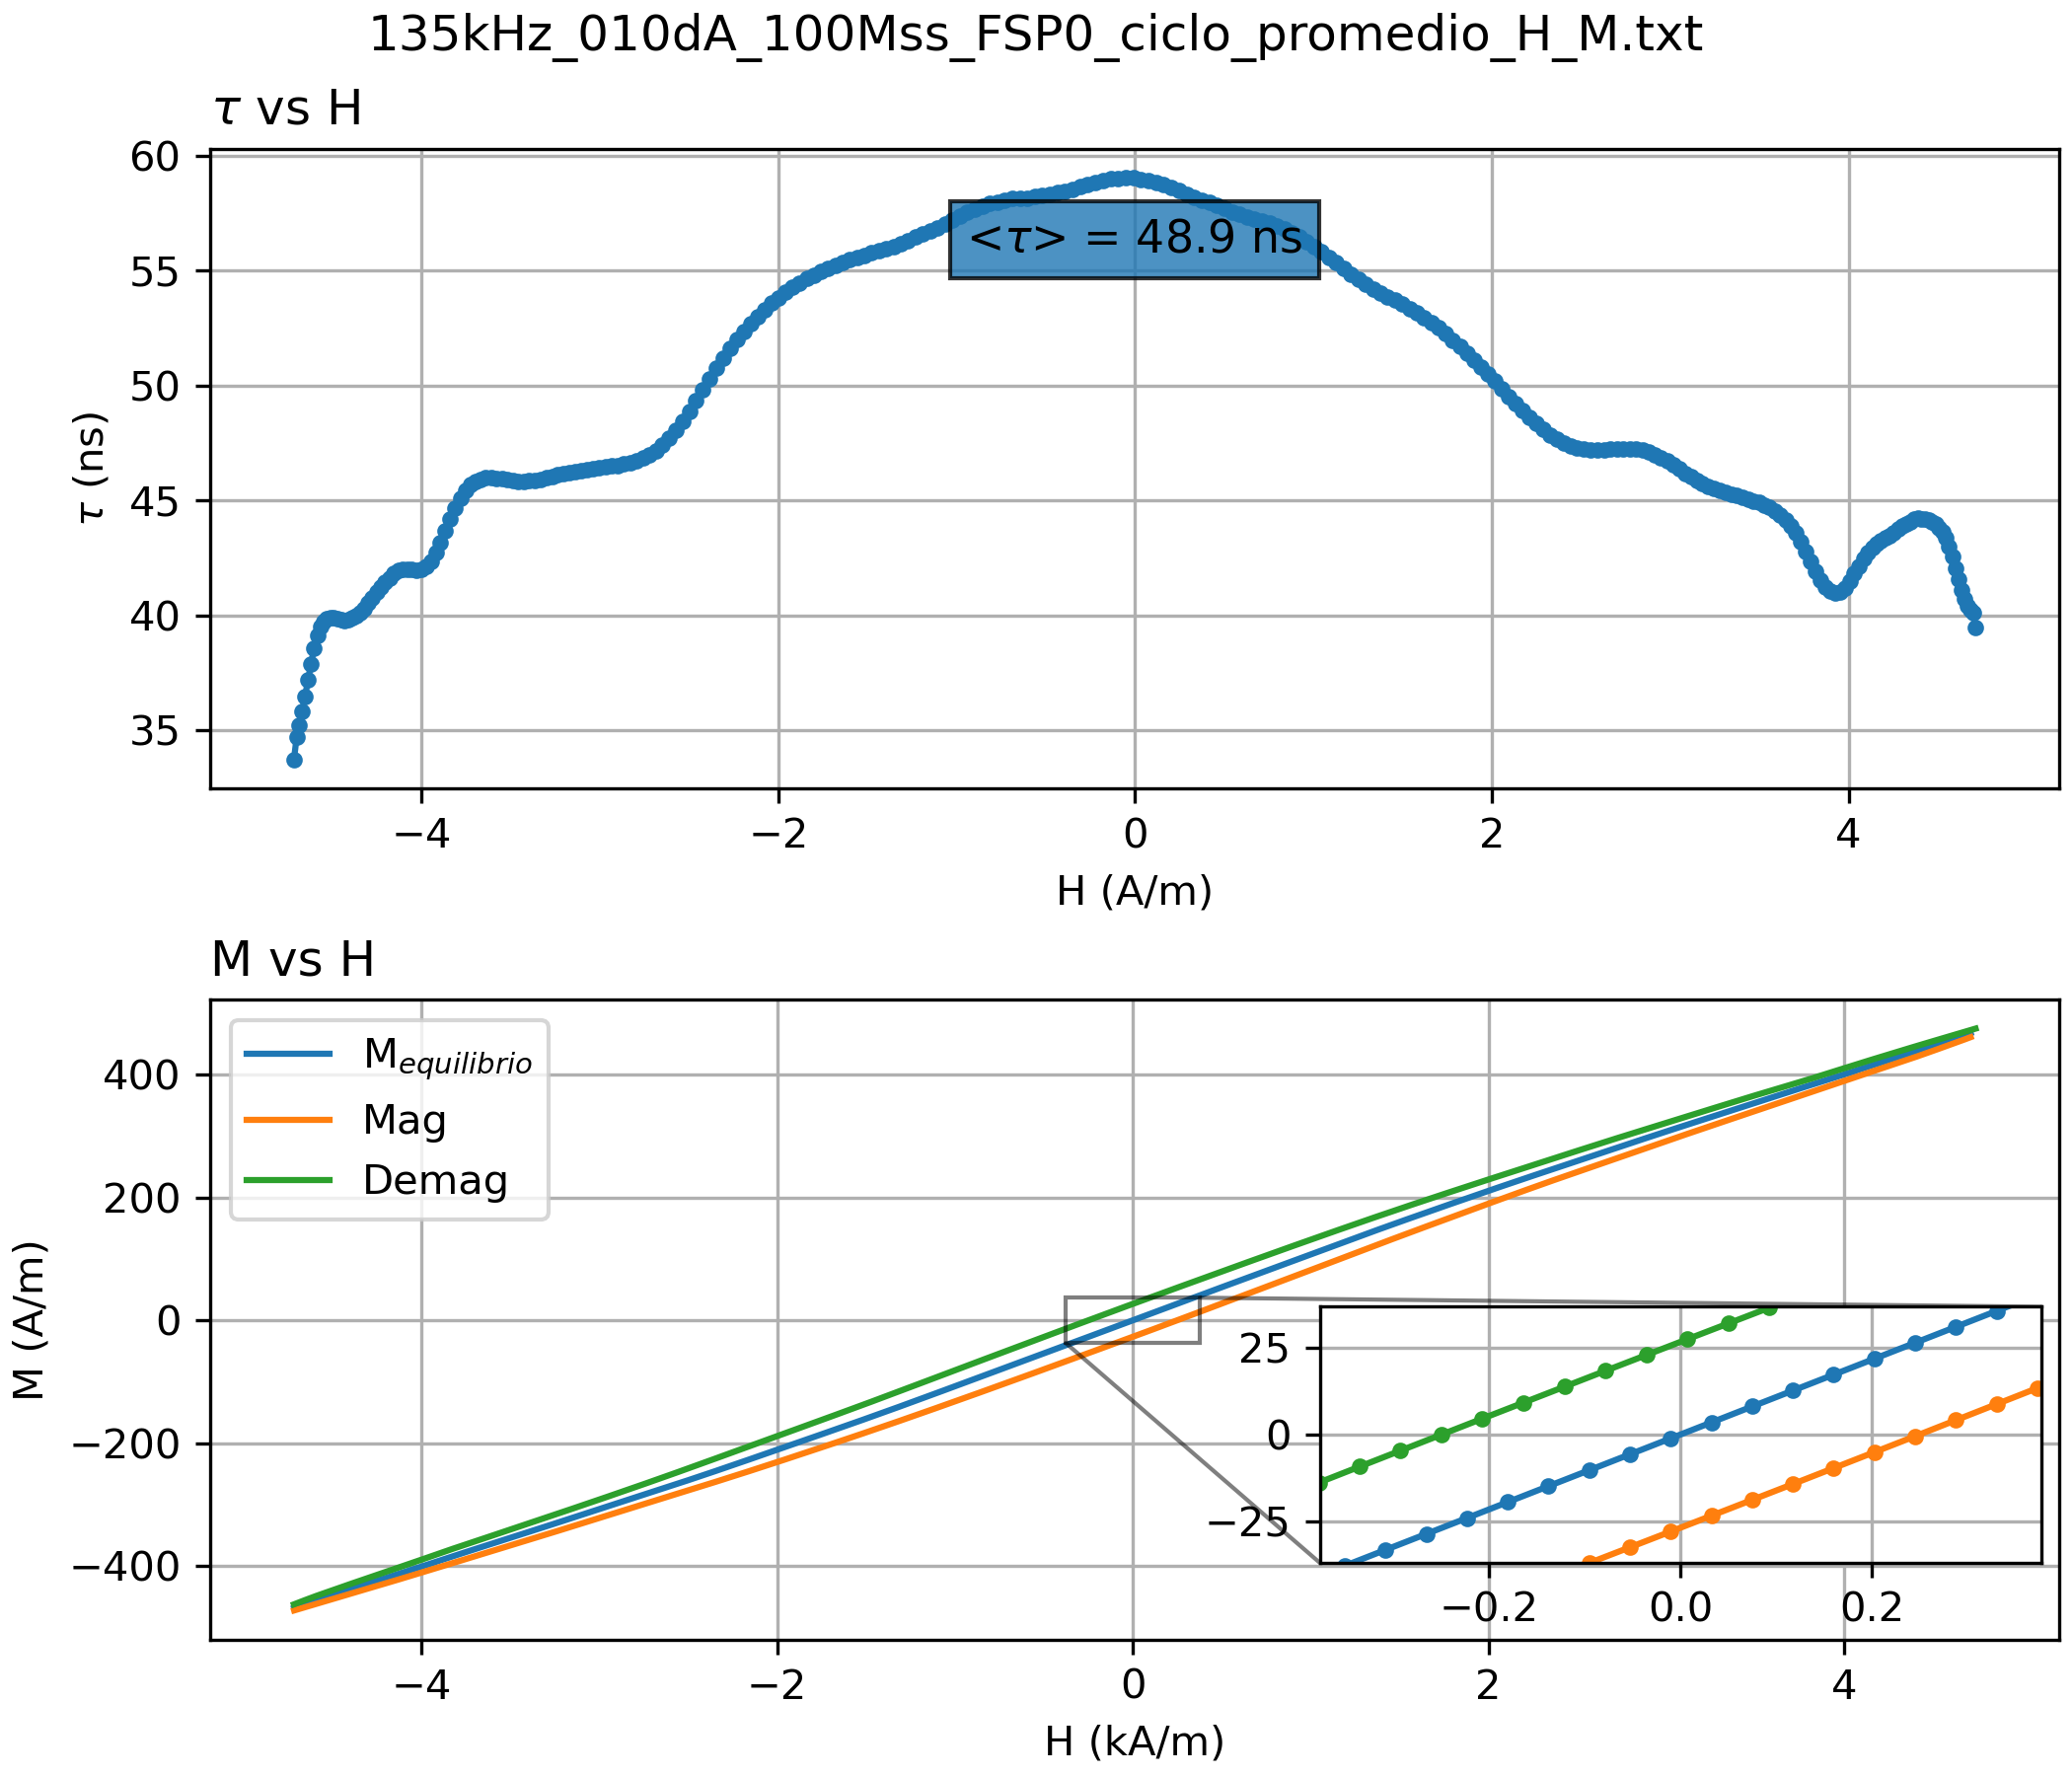 135kHz_010dA_100Mss_FSP0_ciclo_promedio_H_M.txt
τ vs H
60
55
50
45
40
35
τ (ns)
<τ> = 48.9 ns
−4
−2
0
2
4
H (A/m)
M vs H
400
200
0
−200
−400
M (A/m)
M_equilibrio
Mag
Demag
25
0
−25
−0.2
0.0
0.2
−4
−2
0
2
4
H (kA/m)